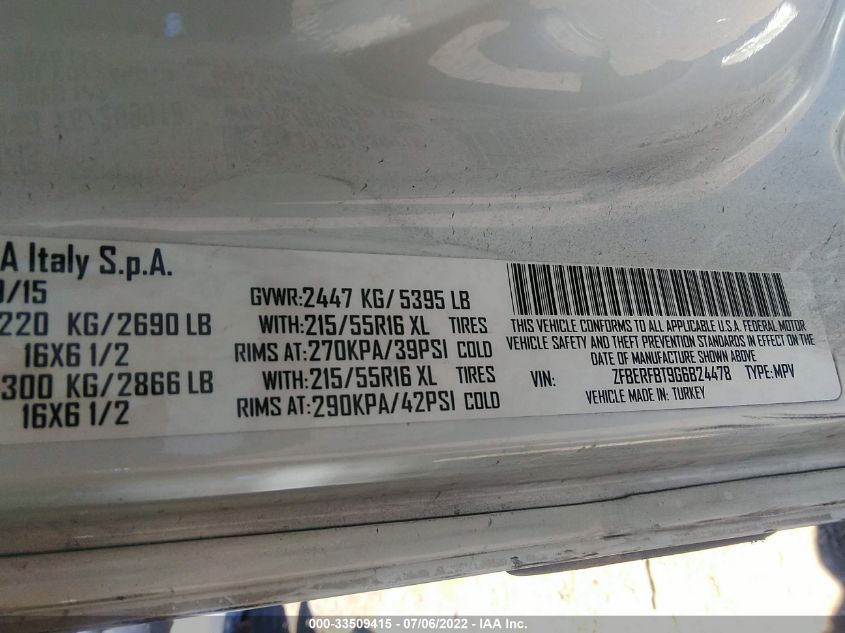 A Italy S.p.A.
/15
220 KG/2690 LB
16X6 1/2
300 KG/2866 LB
16X6 1/2
GVWR:2447 KG/5395 LB
WITH:215/55R16 XL TIRES
RIMS AT:270KPA/39PSI COLD
WITH:215/55R16 XL TIRES
RIMS AT:290KPA/42PSI COLD
THIS VEHICLE CONFORMS TO ALL APPLICABLE U.S.A. FEDERAL MOTOR
VEHICLE SAFETY AND THEFT PREVENTION STANDARDS IN EFFECT ON THE
DATE OF MANUFACTURE SHOWN ABOVE
VIN: ZFBERFBT9G6B24478 TYPE:MPV
VEHICLE MADE IN: TURKEY
000-33509415 - 07/06/2022 - IAA Inc.